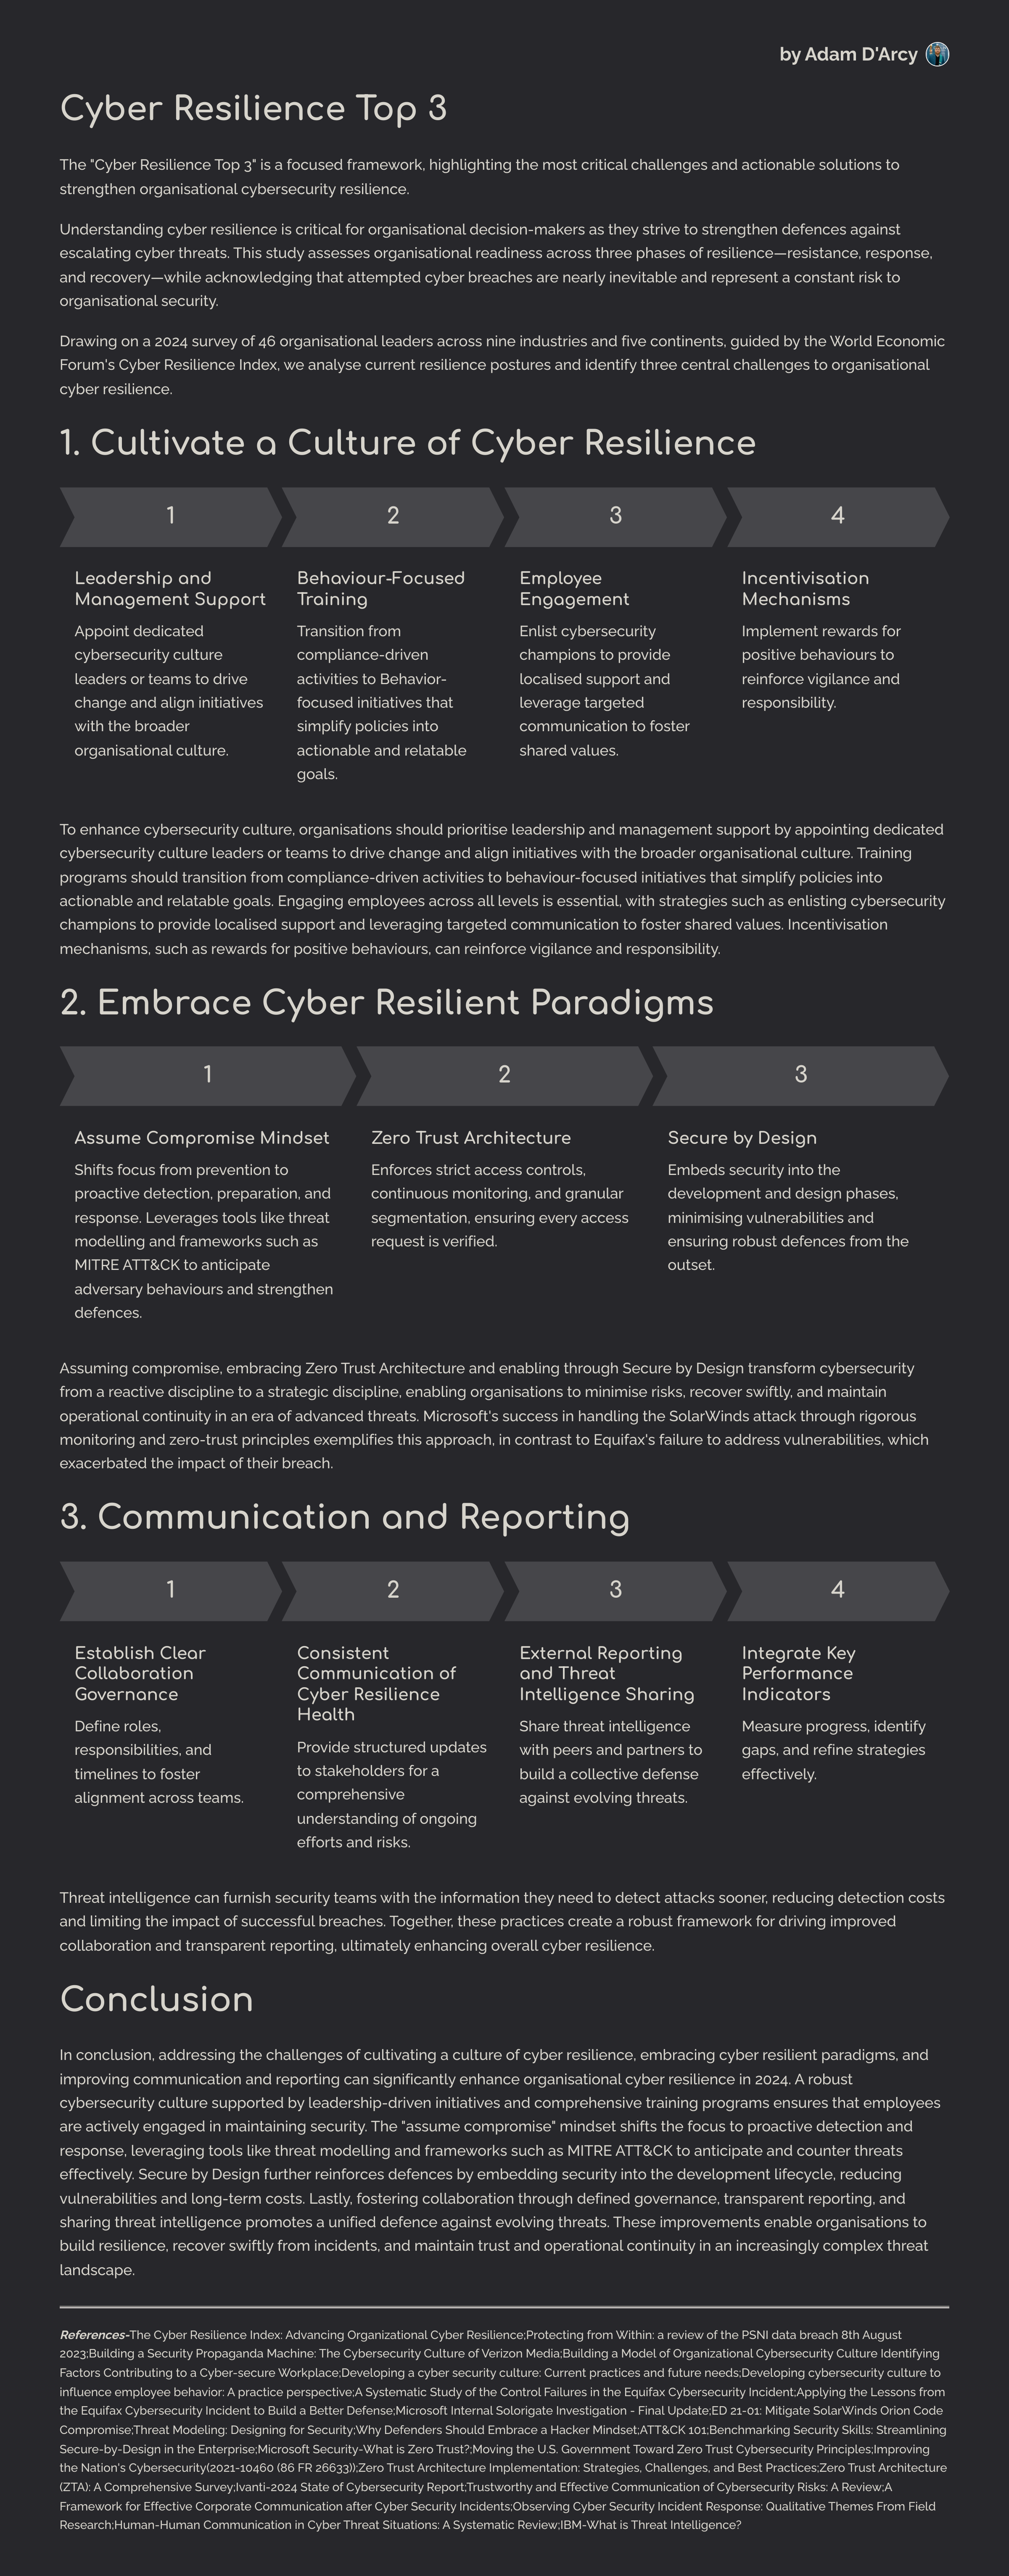 by Adam D'Arcy
Cyber Resilience Top 3
The "Cyber Resilience Top 3" is a focused framework, highlighting the most critical challenges and actionable solutions to
strengthen organisational cybersecurity resilience.
Understanding cyber resilience is critical for organisational decision-makers as they strive to strengthen defences against
escalating cyber threats. This study assesses organisational readiness across three phases of resilience—resistance, response,
and recovery—while acknowledging that attempted cyber breaches are nearly inevitable and represent a constant risk to
organisational security.
Drawing on a 2024 survey of 46 organisational leaders across nine industries and five continents, guided by the World Economic
Forum's Cyber Resilience Index, we analyse current resilience postures and identify three central challenges to organisational
cyber resilience.
1. Cultivate a Culture of Cyber Resilience
1
2
3
4
Leadership and
Management Support
Appoint dedicated
cybersecurity culture
leaders or teams to drive
change and align initiatives
with the broader
organisational culture.
Behaviour-Focused
Training
Transition from
compliance-driven
activities to Behavior-
focused initiatives that
simplify policies into
actionable and relatable
goals.
Employee
Engagement
Enlist cybersecurity
champions to provide
localised support and
leverage targeted
communication to foster
shared values.
Incentivisation
Mechanisms
Implement rewards for
positive behaviours to
reinforce vigilance and
responsibility.
To enhance cybersecurity culture, organisations should prioritise leadership and management support by appointing dedicated
cybersecurity culture leaders or teams to drive change and align initiatives with the broader organisational culture. Training
programs should transition from compliance-driven activities to behaviour-focused initiatives that simplify policies into
actionable and relatable goals. Engaging employees across all levels is essential, with strategies such as enlisting cybersecurity
champions to provide localised support and leveraging targeted communication to foster shared values. Incentivisation
mechanisms, such as rewards for positive behaviours, can reinforce vigilance and responsibility.
2. Embrace Cyber Resilient Paradigms
1
2
3
Assume Compromise Mindset
Shifts focus from prevention to
proactive detection, preparation, and
response. Leverages tools like threat
modelling and frameworks such as
MITRE ATT&CK to anticipate
adversary behaviours and strengthen
defences.
Zero Trust Architecture
Enforces strict access controls,
continuous monitoring, and granular
segmentation, ensuring every access
request is verified.
Secure by Design
Embeds security into the
development and design phases,
minimising vulnerabilities and
ensuring robust defences from the
outset.
Assuming compromise, embracing Zero Trust Architecture and enabling through Secure by Design transform cybersecurity
from a reactive discipline to a strategic discipline, enabling organisations to minimise risks, recover swiftly, and maintain
operational continuity in an era of advanced threats. Microsoft's success in handling the SolarWinds attack through rigorous
monitoring and zero-trust principles exemplifies this approach, in contrast to Equifax's failure to address vulnerabilities, which
exacerbated the impact of their breach.
3. Communication and Reporting
1
2
3
4
Establish Clear
Collaboration
Governance
Define roles,
responsibilities, and
timelines to foster
alignment across teams.
Consistent
Communication of
Cyber Resilience
Health
Provide structured updates
to stakeholders for a
comprehensive
understanding of ongoing
efforts and risks.
External Reporting
and Threat
Intelligence Sharing
Share threat intelligence
with peers and partners to
build a collective defense
against evolving threats.
Integrate Key
Performance
Indicators
Measure progress, identify
gaps, and refine strategies
effectively.
Threat intelligence can furnish security teams with the information they need to detect attacks sooner, reducing detection costs
and limiting the impact of successful breaches. Together, these practices create a robust framework for driving improved
collaboration and transparent reporting, ultimately enhancing overall cyber resilience.
Conclusion
In conclusion, addressing the challenges of cultivating a culture of cyber resilience, embracing cyber resilient paradigms, and
improving communication and reporting can significantly enhance organisational cyber resilience in 2024. A robust
cybersecurity culture supported by leadership-driven initiatives and comprehensive training programs ensures that employees
are actively engaged in maintaining security. The "assume compromise" mindset shifts the focus to proactive detection and
response, leveraging tools like threat modelling and frameworks such as MITRE ATT&CK to anticipate and counter threats
effectively. Secure by Design further reinforces defences by embedding security into the development lifecycle, reducing
vulnerabilities and long-term costs. Lastly, fostering collaboration through defined governance, transparent reporting, and
sharing threat intelligence promotes a unified defence against evolving threats. These improvements enable organisations to
build resilience, recover swiftly from incidents, and maintain trust and operational continuity in an increasingly complex threat
landscape.
References-The Cyber Resilience Index: Advancing Organizational Cyber Resilience;Protecting from Within: a review of the PSNI data breach 8th August
2023;Building a Security Propaganda Machine: The Cybersecurity Culture of Verizon Media;Building a Model of Organizational Cybersecurity Culture Identifying
Factors Contributing to a Cyber-secure Workplace;Developing a cyber security culture: Current practices and future needs;Developing cybersecurity culture to
influence employee behavior: A practice perspective;A Systematic Study of the Control Failures in the Equifax Cybersecurity Incident;Applying the Lessons from
the Equifax Cybersecurity Incident to Build a Better Defense;Microsoft Internal Solorigate Investigation - Final Update;ED 21-01: Mitigate SolarWinds Orion Code
Compromise;Threat Modeling: Designing for Security;Why Defenders Should Embrace a Hacker Mindset;ATT&CK 101;Benchmarking Security Skills: Streamlining
Secure-by-Design in the Enterprise;Microsoft Security-What is Zero Trust?;Moving the U.S. Government Toward Zero Trust Cybersecurity Principles;Improving
the Nation's Cybersecurity(2021-10460 (86 FR 26633));Zero Trust Architecture Implementation: Strategies, Challenges, and Best Practices;Zero Trust Architecture
(ZTA): A Comprehensive Survey;Ivanti-2024 State of Cybersecurity Report;Trustworthy and Effective Communication of Cybersecurity Risks: A Review;A
Framework for Effective Corporate Communication after Cyber Security Incidents;Observing Cyber Security Incident Response: Qualitative Themes From Field
Research;Human-Human Communication in Cyber Threat Situations: A Systematic Review;IBM-What is Threat Intelligence?